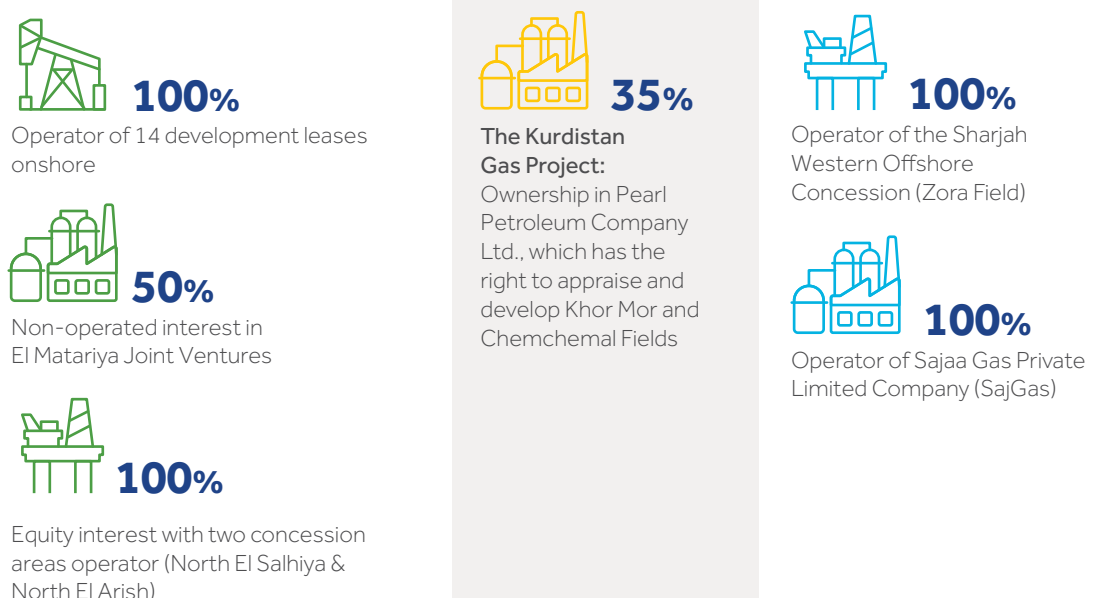 100%
Operator of 14 development leases
onshore
50%
Non-operated interest in
El Matariya Joint Ventures
100%
Equity interest with two concession
areas operator (North El Salhiya &
North El Arish)
35%
The Kurdistan
Gas Project:
Ownership in Pearl
Petroleum Company
Ltd., which has the
right to appraise and
develop Khor Mor and
Chemchemal Fields
100%
Operator of the Sharjah
Western Offshore
Concession (Zora Field)
100%
Operator of Sajaa Gas Private
Limited Company (SajGas)